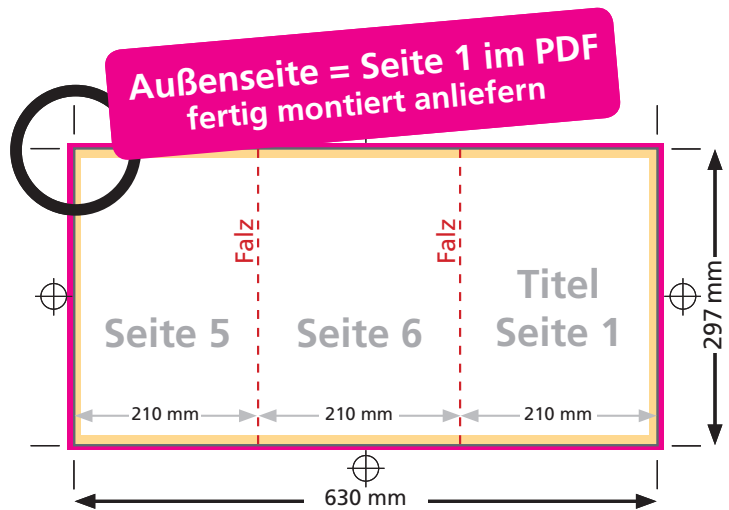 Außenseite = Seite 1 im PDF
fertig montiert anliefern
Falz
Falz
Seite 5
Seite 6
Titel
Seite 1
210 mm
210 mm
210 mm
297 mm
630 mm